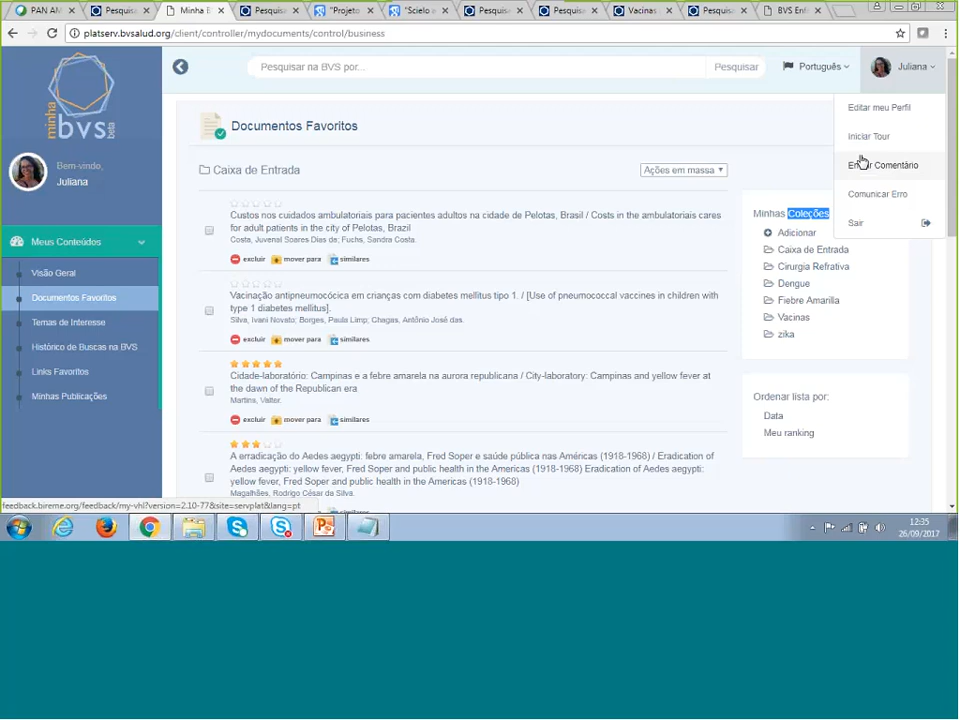 PAN AM
Pesquis
Minha B
Pesquis
"Projeto
"Scielo e
Pesquis
Pesquis
Vacinas
Pesquis
BVS Enf
platserv.bvsalud.org/client/controller/mydocuments/control/business
minha bvs beta
Pesquisar na BVS por...
Pesquisar
Português
Juliana
Bem-vindo,
Juliana
Meus Conteúdos
Visão Geral
Documentos Favoritos
Temas de Interesse
Histórico de Buscas na BVS
Links Favoritos
Minhas Publicações
Documentos Favoritos
Caixa de Entrada
Ações em massa
Custos nos cuidados ambulatoriais para pacientes adultos na cidade de Pelotas, Brasil / Costs in the ambulatoriais cares
for adult patients in the city of Pelotas, Brazil
Costa, Juvenal Soares Dias de; Fuchs, Sandra Costa.
excluir mover para similares
Vacinação antipneumocócica em crianças com diabetes mellitus tipo 1. / [Use of pneumococcal vaccines in children with
type 1 diabetes mellitus].
Silva, Ivani Novato; Borges, Paula Limp; Chagas, Antônio José das.
excluir mover para similares
Cidade-laboratório: Campinas e a febre amarela na aurora republicana / City-laboratory: Campinas and yellow fever at
the dawn of the Republican era
Martins, Valter.
excluir mover para similares
A erradicação do Aedes aegypti: febre amarela, Fred Soper e saúde pública nas Américas (1918-1968) / Eradication of
Aedes aegypti: yellow fever, Fred Soper and public health in the Americas (1918-1968) Eradication of Aedes aegypti:
yellow fever, Fred Soper and public health in the Americas (1918-1968)
Magalhães, Rodrigo César da Silva.
similares
Editar meu Perfil
Iniciar Tour
Comentário
Comunicar Erro
Sair
Minhas Coleções
Adicionar
Caixa de Entrada
Cirurgia Refrativa
Dengue
Fiebre Amarilla
Vacinas
zika
Ordenar lista por:
Data
Meu ranking
feedback.bireme.org/feedback/my-vhl?version=2.10-77&site=servplat&lang=pt
12:35
26/09/2017